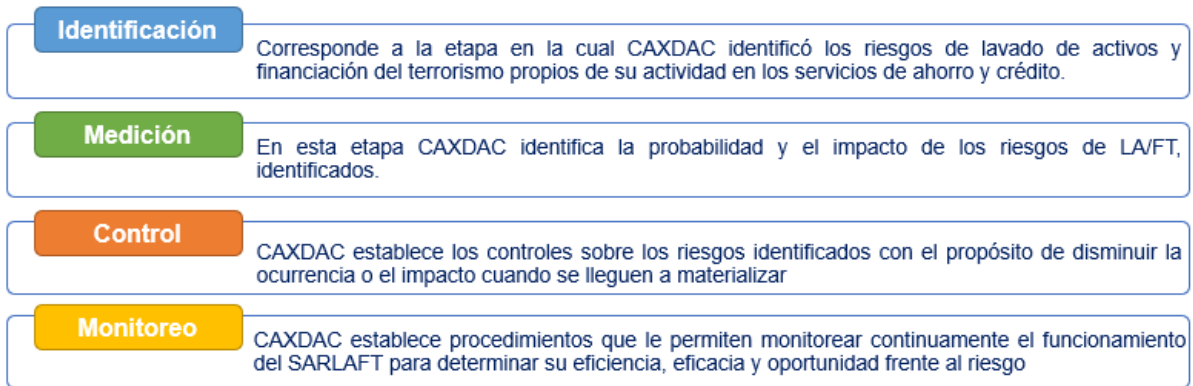 Identificación
Corresponde a la etapa en la cual CAXDAC identificó los riesgos de lavado de activos y
financiación del terrorismo propios de su actividad en los servicios de ahorro y crédito.
Medición
En esta etapa CAXDAC identifica la probabilidad y el impacto de los riesgos de LA/FT,
identificados.
Control
CAXDAC establece los controles sobre los riesgos identificados con el propósito de disminuir la
ocurrencia o el impacto cuando se lleguen a materializar
Monitoreo
CAXDAC establece procedimientos que le permiten monitorear continuamente el funcionamiento
del SARLAFT para determinar su eficiencia, eficacia y oportunidad frente al riesgo